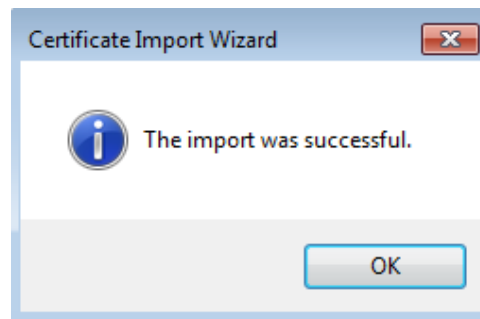 Certificate Import Wizard
The import was successful.
OK